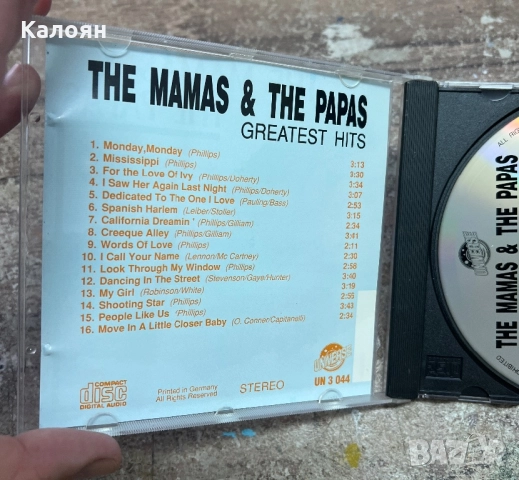 Калоян
THE MAMAS & THE PAPAS
GREATEST HITS
1. Monday,Monday (Phillips) 3:13
2. Mississippi (Phillips) 3:30
3. For the Love Of Ivy (Phillips/Doherty) 3:34
4. I Saw Her Again Last Night (Phillips/Doherty) 3:07
5. Dedicated To The One I Love (Pauling/Bass) 2:53
6. Spanish Harlem (Leiber/Stoller) 3:15
7. California Dreamin ' (Phillips/Gilliam) 2:34
8. Creeque Alley (Phillips/Gilliam) 3:41
9. Words Of Love (Phillips) 2:11
10. I Call Your Name (Lennon/Mc Cartney) 2:30
11. Look Through My Window (Phillips) 2:58
12. Dancing In The Street (Stevenson/Gaye/Hunter) 3:40
13. My Girl (Robinson/White) 3:19
14. Shooting Star (Phillips) 2:55
15. People Like Us 'Phillips) 3:43
16. Move In A Little Closer Baby (O. Conner/Capitanelli) 2:34
COMPACT
disc
DIGITAL AUDIO
Printed in Germany
All Rights Reserved
STEREO
UNIVERSE
UN 3 044
THE MAMAS & THE PAPAS
UNIVERSE
ALL RIG
BAZAR
bg